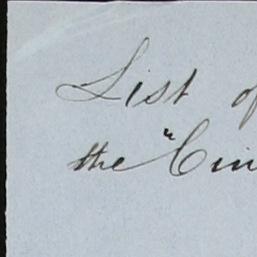 List of
the "Cin